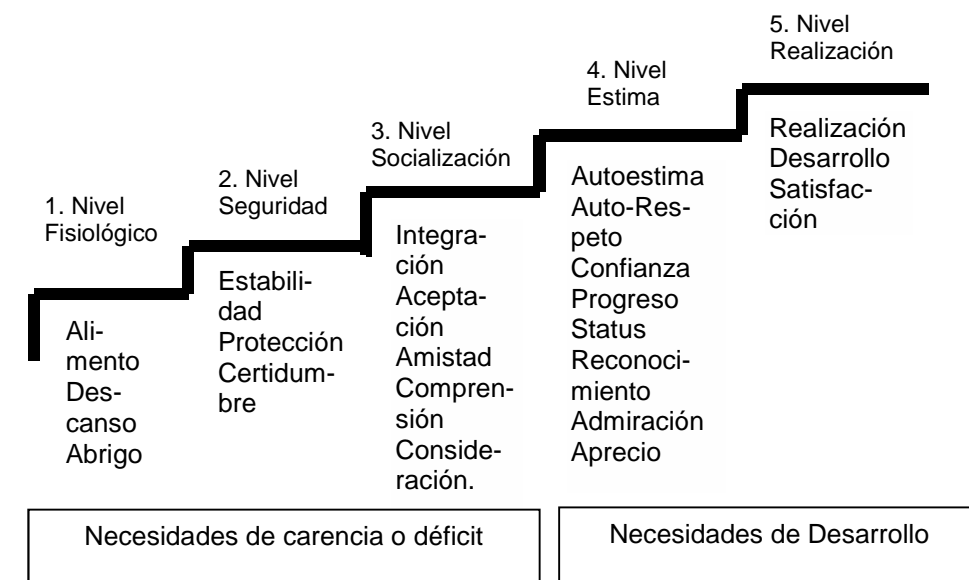 1. Nivel
Fisiológico
Ali-
mento
Des-
canso
Abrigo
2. Nivel
Seguridad
Estabili-
dad
Protección
Certidum-
bre
3. Nivel
Socialización
Integra-
ción
Acepta-
ción
Amistad
Compren-
sión
Conside-
ración.
4. Nivel
Estima
Autoestima
Auto-Res-
peto
Confianza
Progreso
Status
Reconoci-
miento
Admiración
Aprecio
5. Nivel
Realización
Realización
Desarrollo
Satisfac-
ción
Necesidades de carencia o déficit
Necesidades de Desarrollo